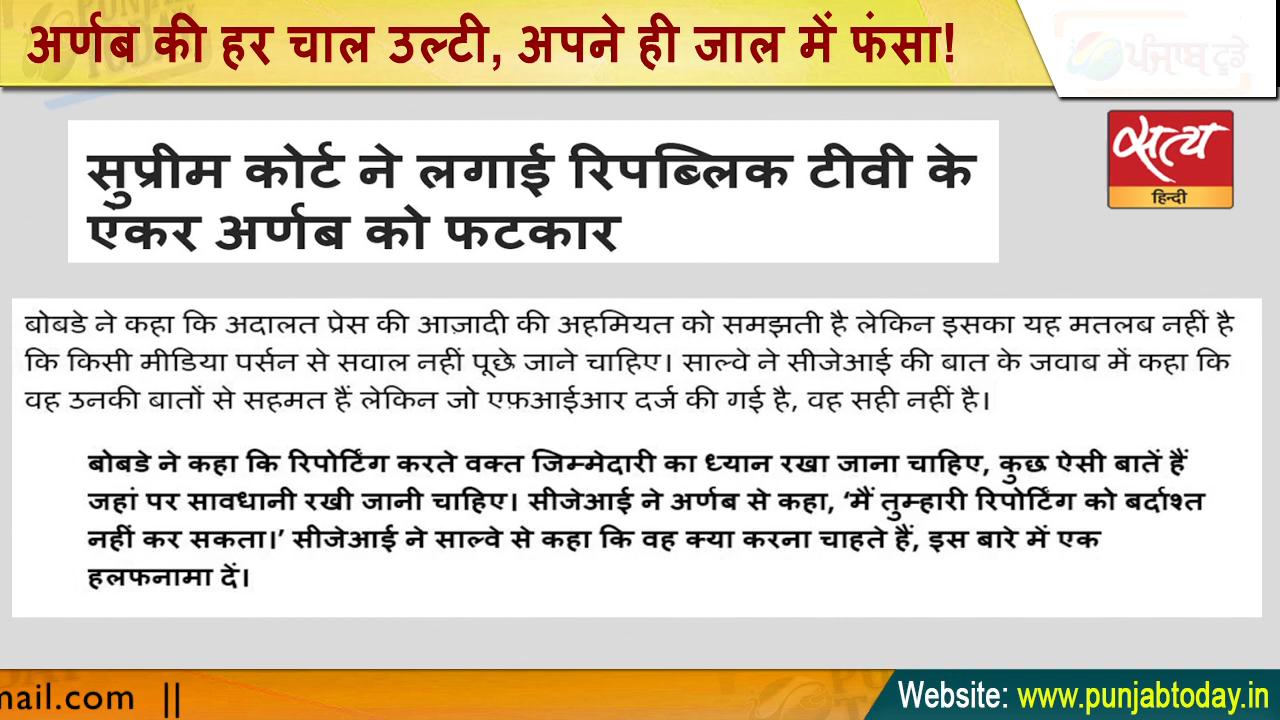 अर्णब की हर चाल उल्टी, अपने ही जाल में फंसा!
ਪੰਜਾਬ ਟੂਡੇ
सत्य
हिन्दी
सुप्रीम कोर्ट ने लगाई रिपब्लिक टीवी के
एंकर अर्णब को फटकार
बोबडे ने कहा कि अदालत प्रेस की आज़ादी की अहमियत को समझती है लेकिन इसका यह मतलब नहीं है
कि किसी मीडिया पर्सन से सवाल नहीं पूछे जाने चाहिए। साल्वे ने सीजेआई की बात के जवाब में कहा कि
वह उनकी बातों से सहमत हैं लेकिन जो एफ़आईआर दर्ज की गई है, वह सही नहीं है।
बोबडे ने कहा कि रिपोर्टिंग करते वक्त जिम्मेदारी का ध्यान रखा जाना चाहिए, कुछ ऐसी बातें हैं
जहां पर सावधानी रखी जानी चाहिए। सीजेआई ने अर्णब से कहा, ‘मैं तुम्हारी रिपोर्टिंग को बर्दाश्त
नहीं कर सकता।’ सीजेआई ने साल्वे से कहा कि वह क्या करना चाहते हैं, इस बारे में एक
हलफनामा दें।
mail.com ||
Website: www.punjabtoday.in